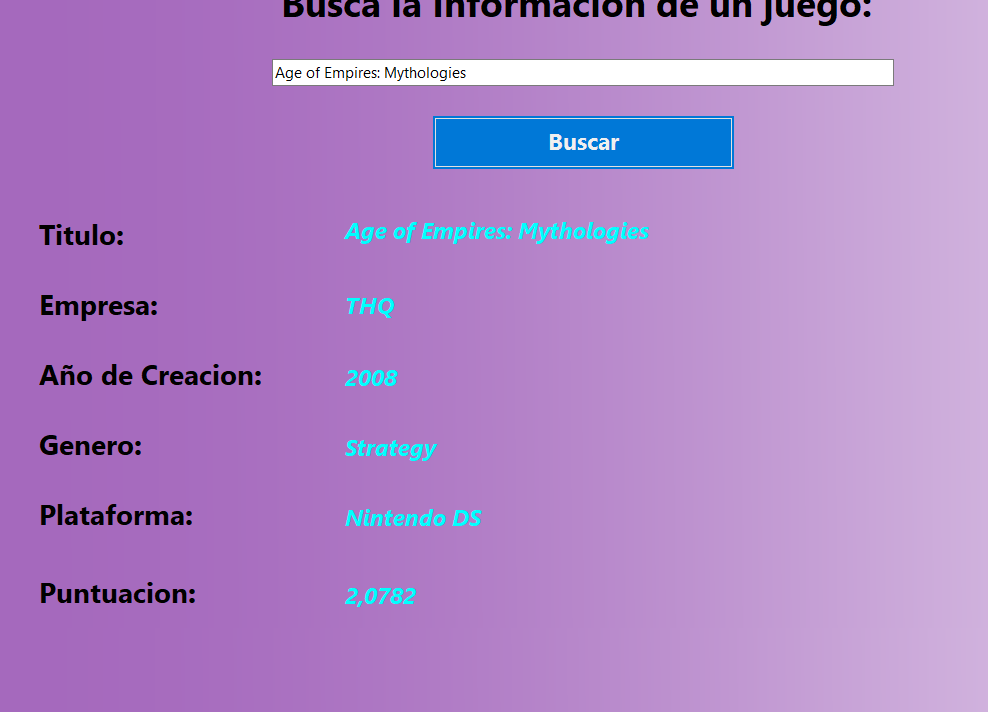 Busca la Información de un juego:
Age of Empires: Mythologies
Buscar
Titulo: Age of Empires: Mythologies
Empresa: THQ
Año de Creacion: 2008
Genero: Strategy
Plataforma: Nintendo DS
Puntuacion: 2,0782